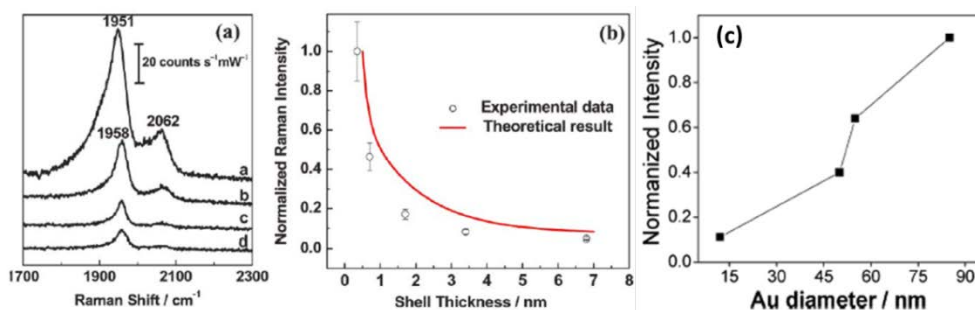 (a)
1951
20 counts s⁻¹mW⁻¹
1958
2062
a
b
c
d
1700 1850 2000 2150 2300
Raman Shift / cm⁻¹
(b)
Normalized Raman Intensity
1.0
0.8
0.6
0.4
0.2
0.0
Experimental data
Theoretical result
0 1 2 3 4 5 6 7 8
Shell Thickness / nm
(c)
Normanized Intensity
1.0
0.8
0.6
0.4
0.2
0.0
15 30 45 60 75 90
Au diameter / nm